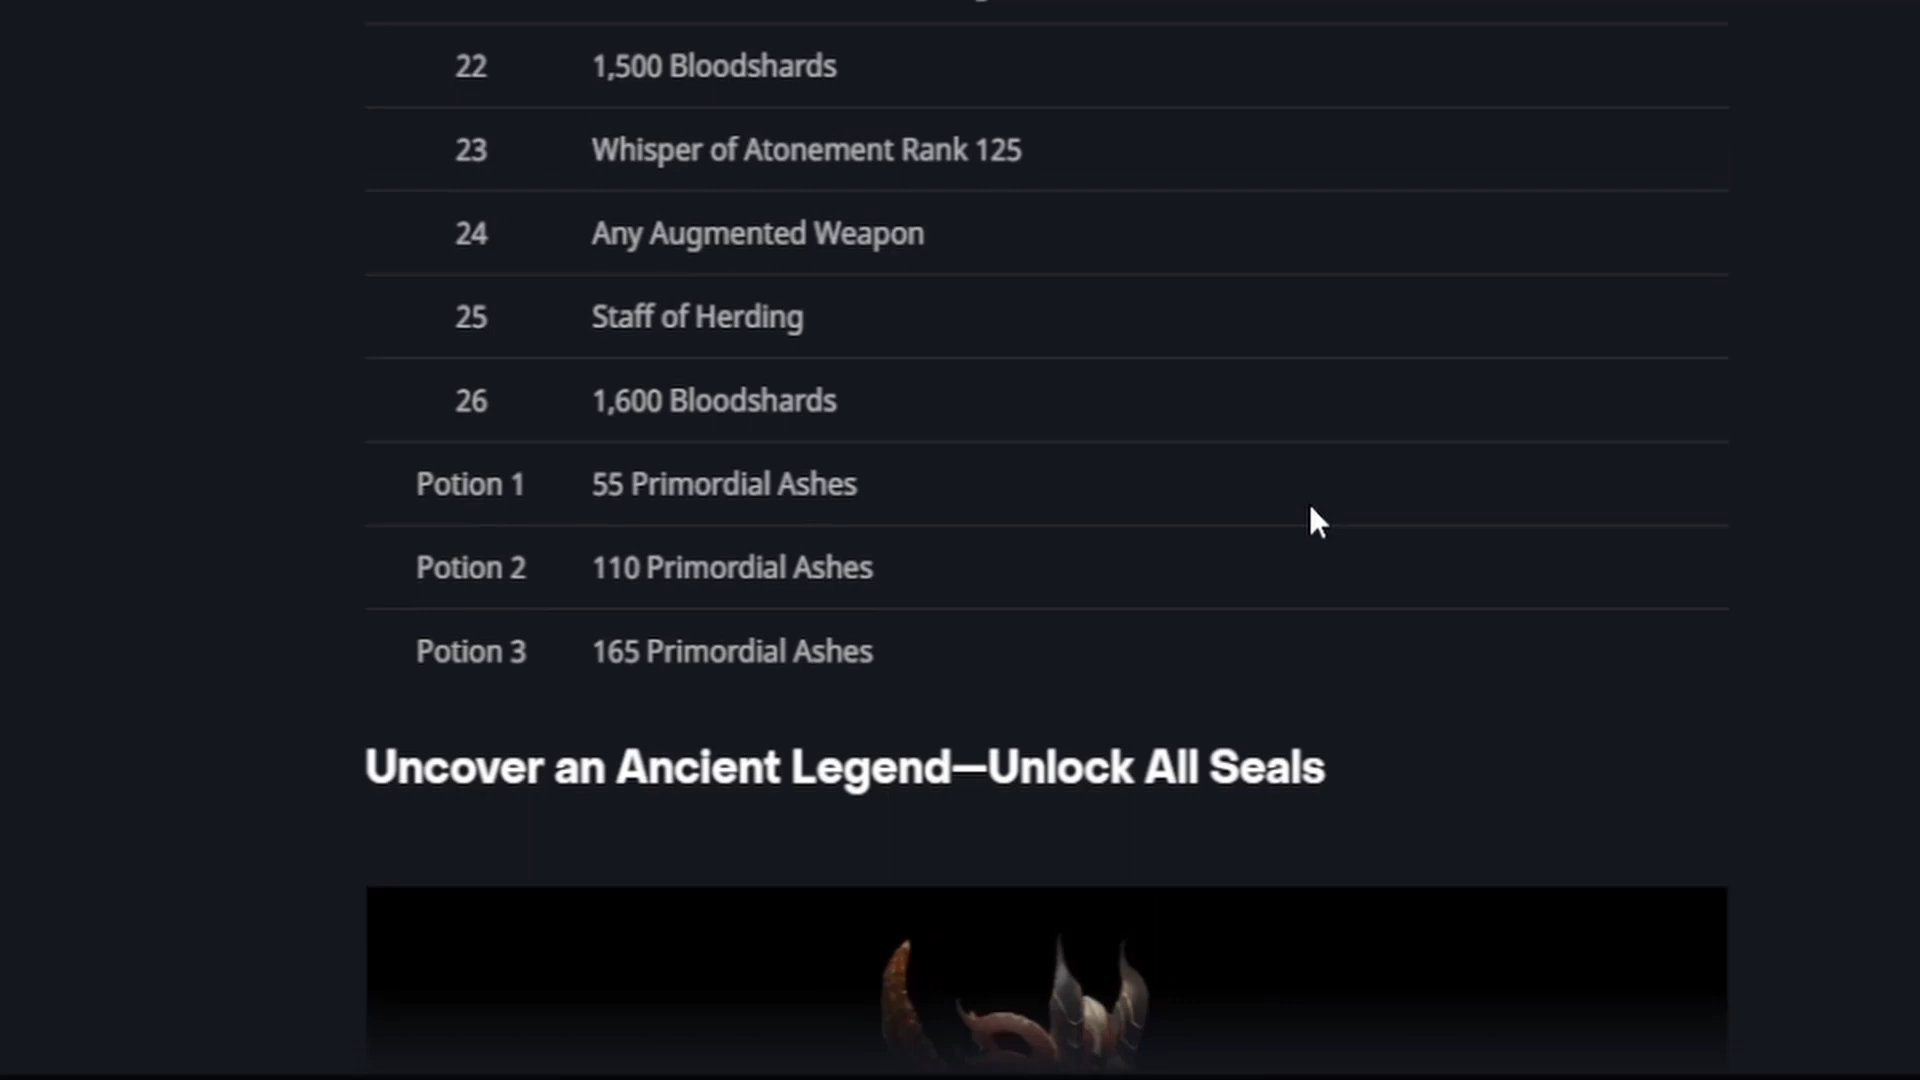 22 1,500 Bloodshards
23 Whisper of Atonement Rank 125
24 Any Augmented Weapon
25 Staff of Herding
26 1,600 Bloodshards
Potion 1 55 Primordial Ashes
Potion 2 110 Primordial Ashes
Potion 3 165 Primordial Ashes
Uncover an Ancient Legend—Unlock All Seals